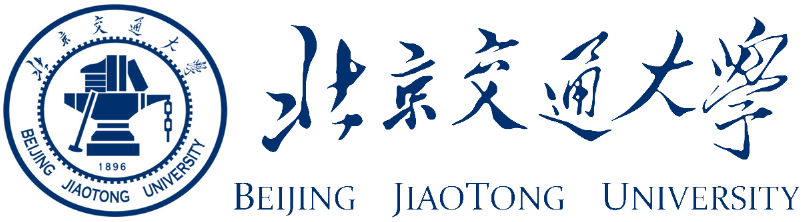 北京交通大學
1896
BEIJING JIAOTONG UNIVERSITY
北京交通大學
BEIJING JIAOTONG UNIVERSITY